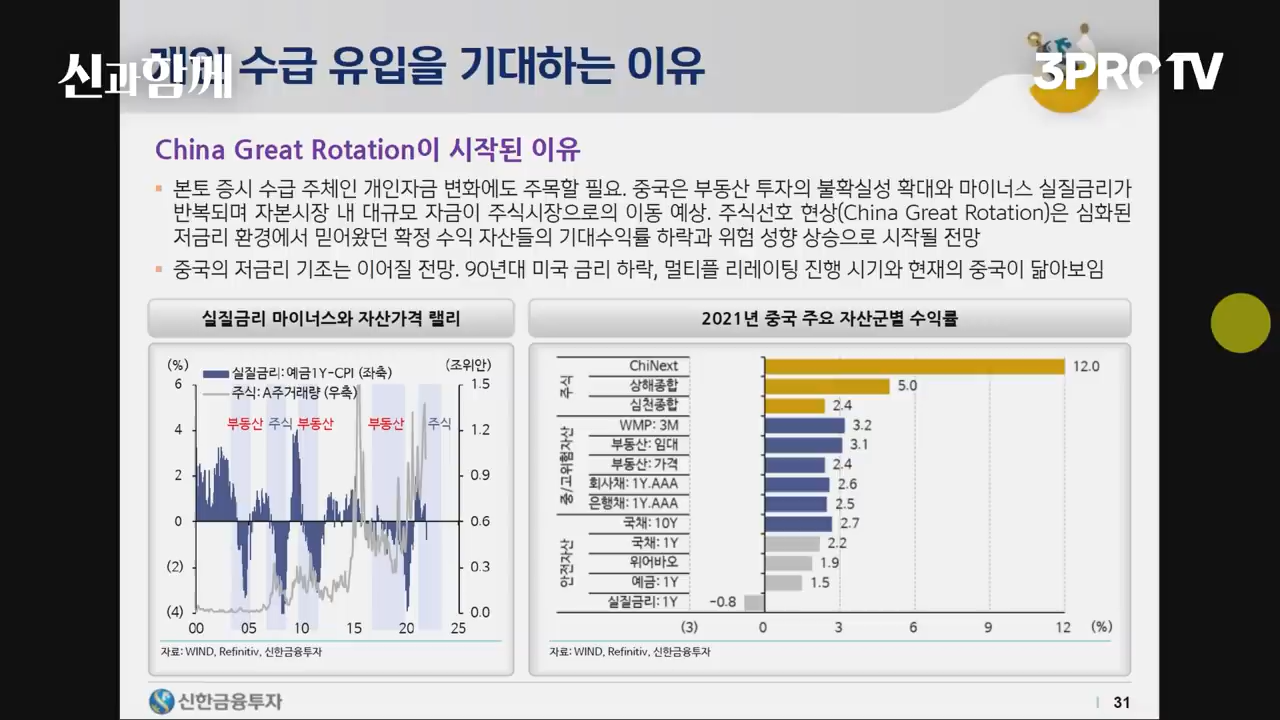 신과함께
수급 유입을 기대하는 이유
3PROTV
China Great Rotation이 시작된 이유
본토 증시 수급 주체인 개인자금 변화에도 주목할 필요. 중국은 부동산 투자의 불확실성 확대와 마이너스 실질금리가
반복되며 자본시장 내 대규모 자금이 주식시장으로의 이동 예상. 주식선호 현상(China Great Rotation)은 심화된
저금리 환경에서 믿어왔던 확정 수익 자산들의 기대수익률 하락과 위험 성향 상승으로 시작될 전망
중국의 저금리 기조는 이어질 전망. 90년대 미국 금리 하락, 멀티플 리레이팅 진행 시기와 현재의 중국이 닮아보임
실질금리 마이너스와 자산가격 랠리
(%)
실질금리: 예금1Y-CPI (좌축)
(조위안)
주식: A주거래량 (우축)
부동산 주식 부동산 부동산 주식
6
4
2
0
(2)
(4)
1.5
1.2
0.9
0.6
0.3
0.0
00 05 10 15 20 25
자료: WIND, Refinitiv, 신한금융투자
2021년 중국 주요 자산군별 수익률
주식
ChiNext 12.0
상해종합 5.0
심천종합 2.4
중/고위험자산
WMP: 3M 3.2
부동산: 임대 3.1
부동산: 가격 2.4
회사채: 1Y.AAA 2.6
은행채: 1Y.AAA 2.5
국채: 10Y 2.7
안전자산
국채: 1Y 2.2
위어바오 1.9
예금: 1Y 1.5
실질금리: 1Y -0.8
(3) 0 3 6 9 12 (%)
자료: WIND, Refinitiv, 신한금융투자
신한금융투자
31